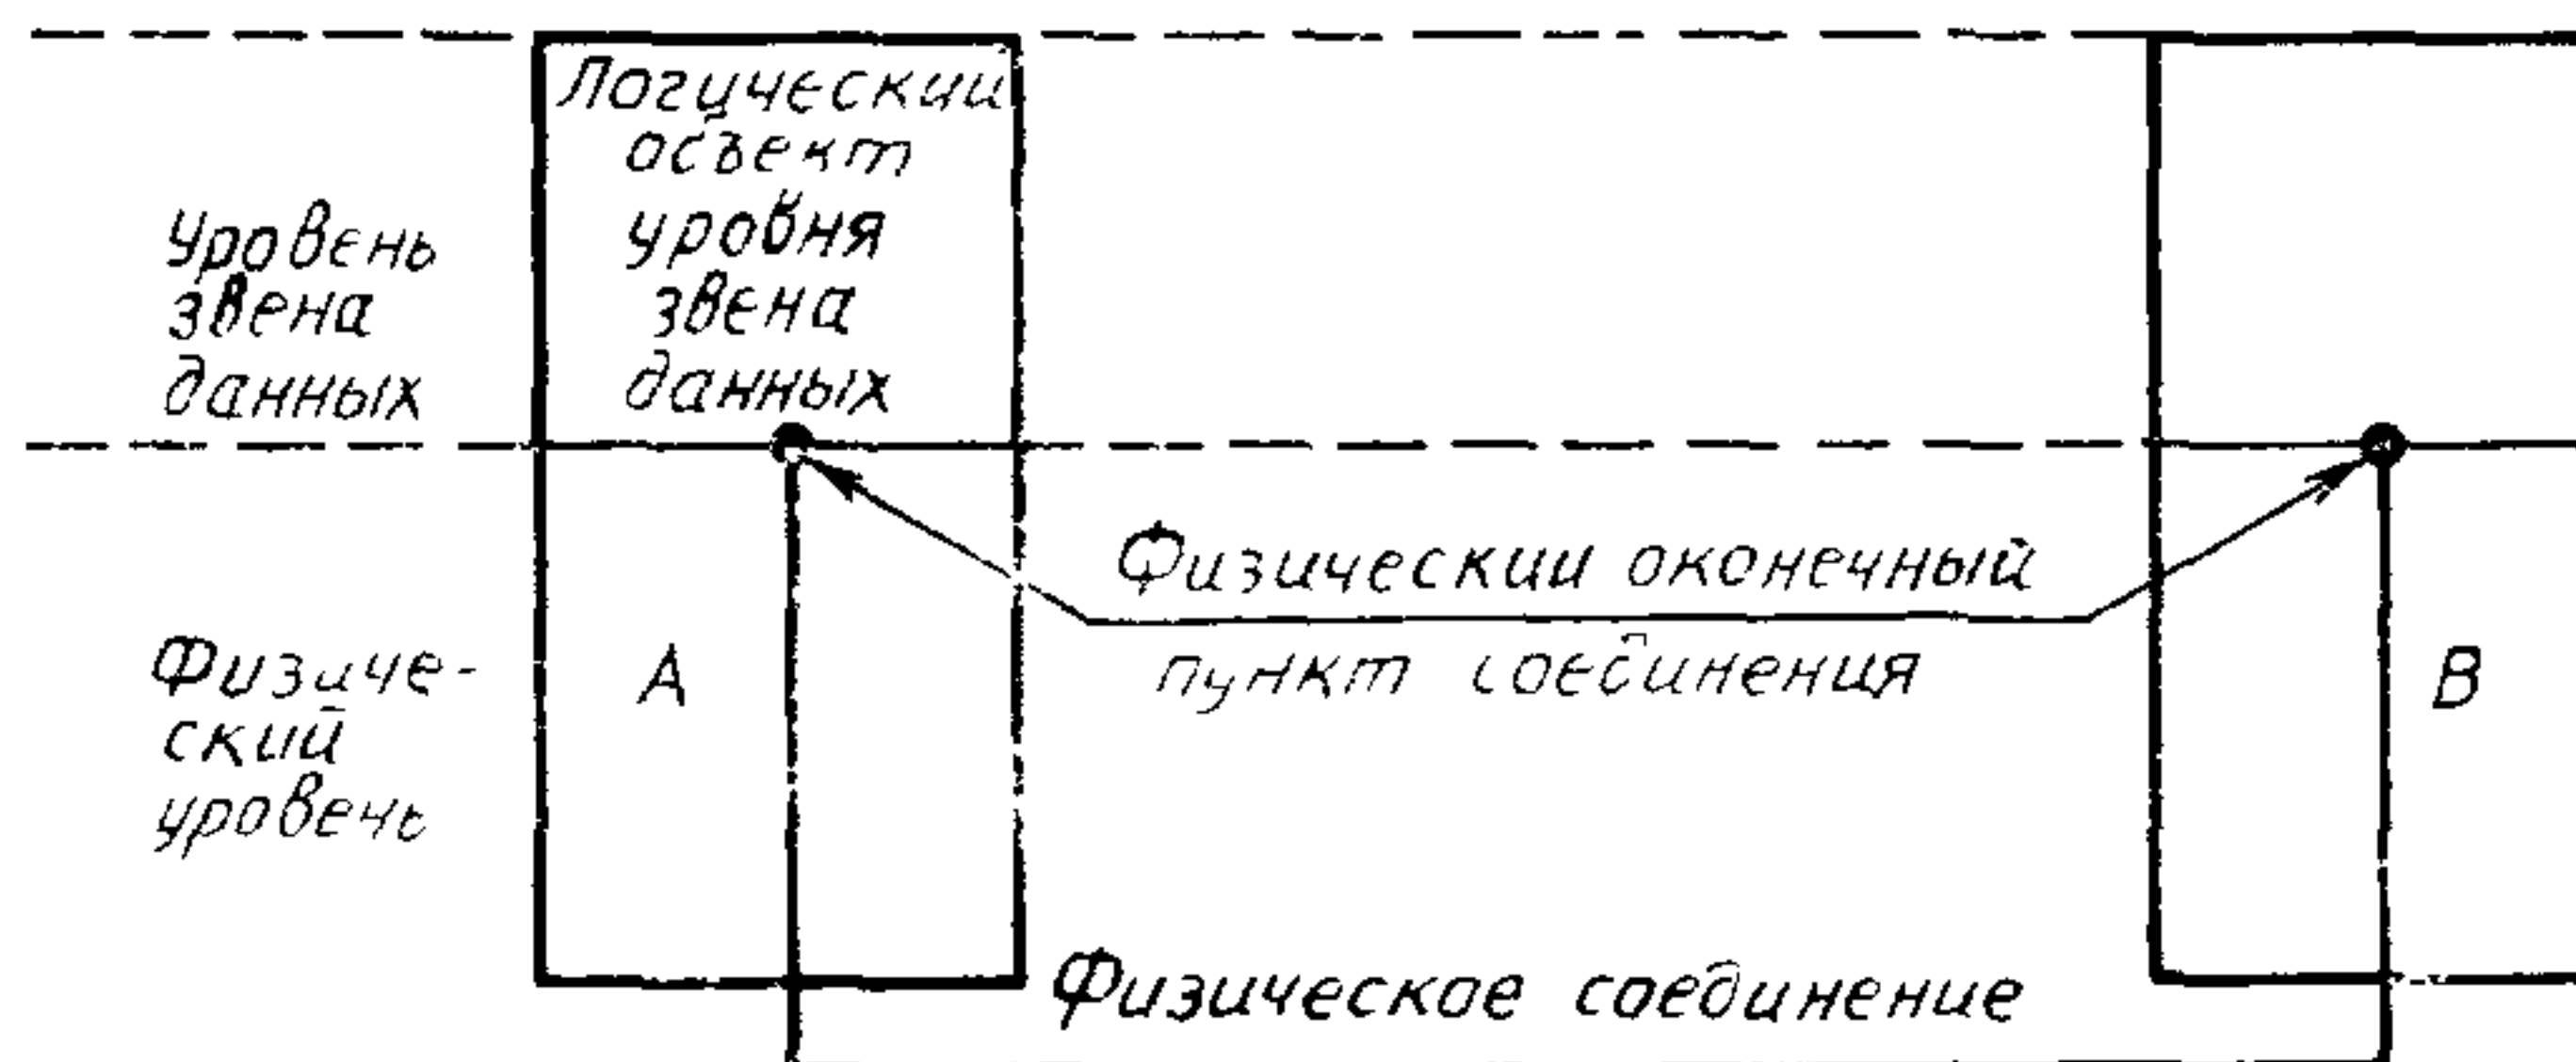 Логический
объект
уровня
звена
данных
Уровень
звена
данных
Физический оконечный
пункт соединения
Физиче-
ский
уровень
А
В
Физическое соединение